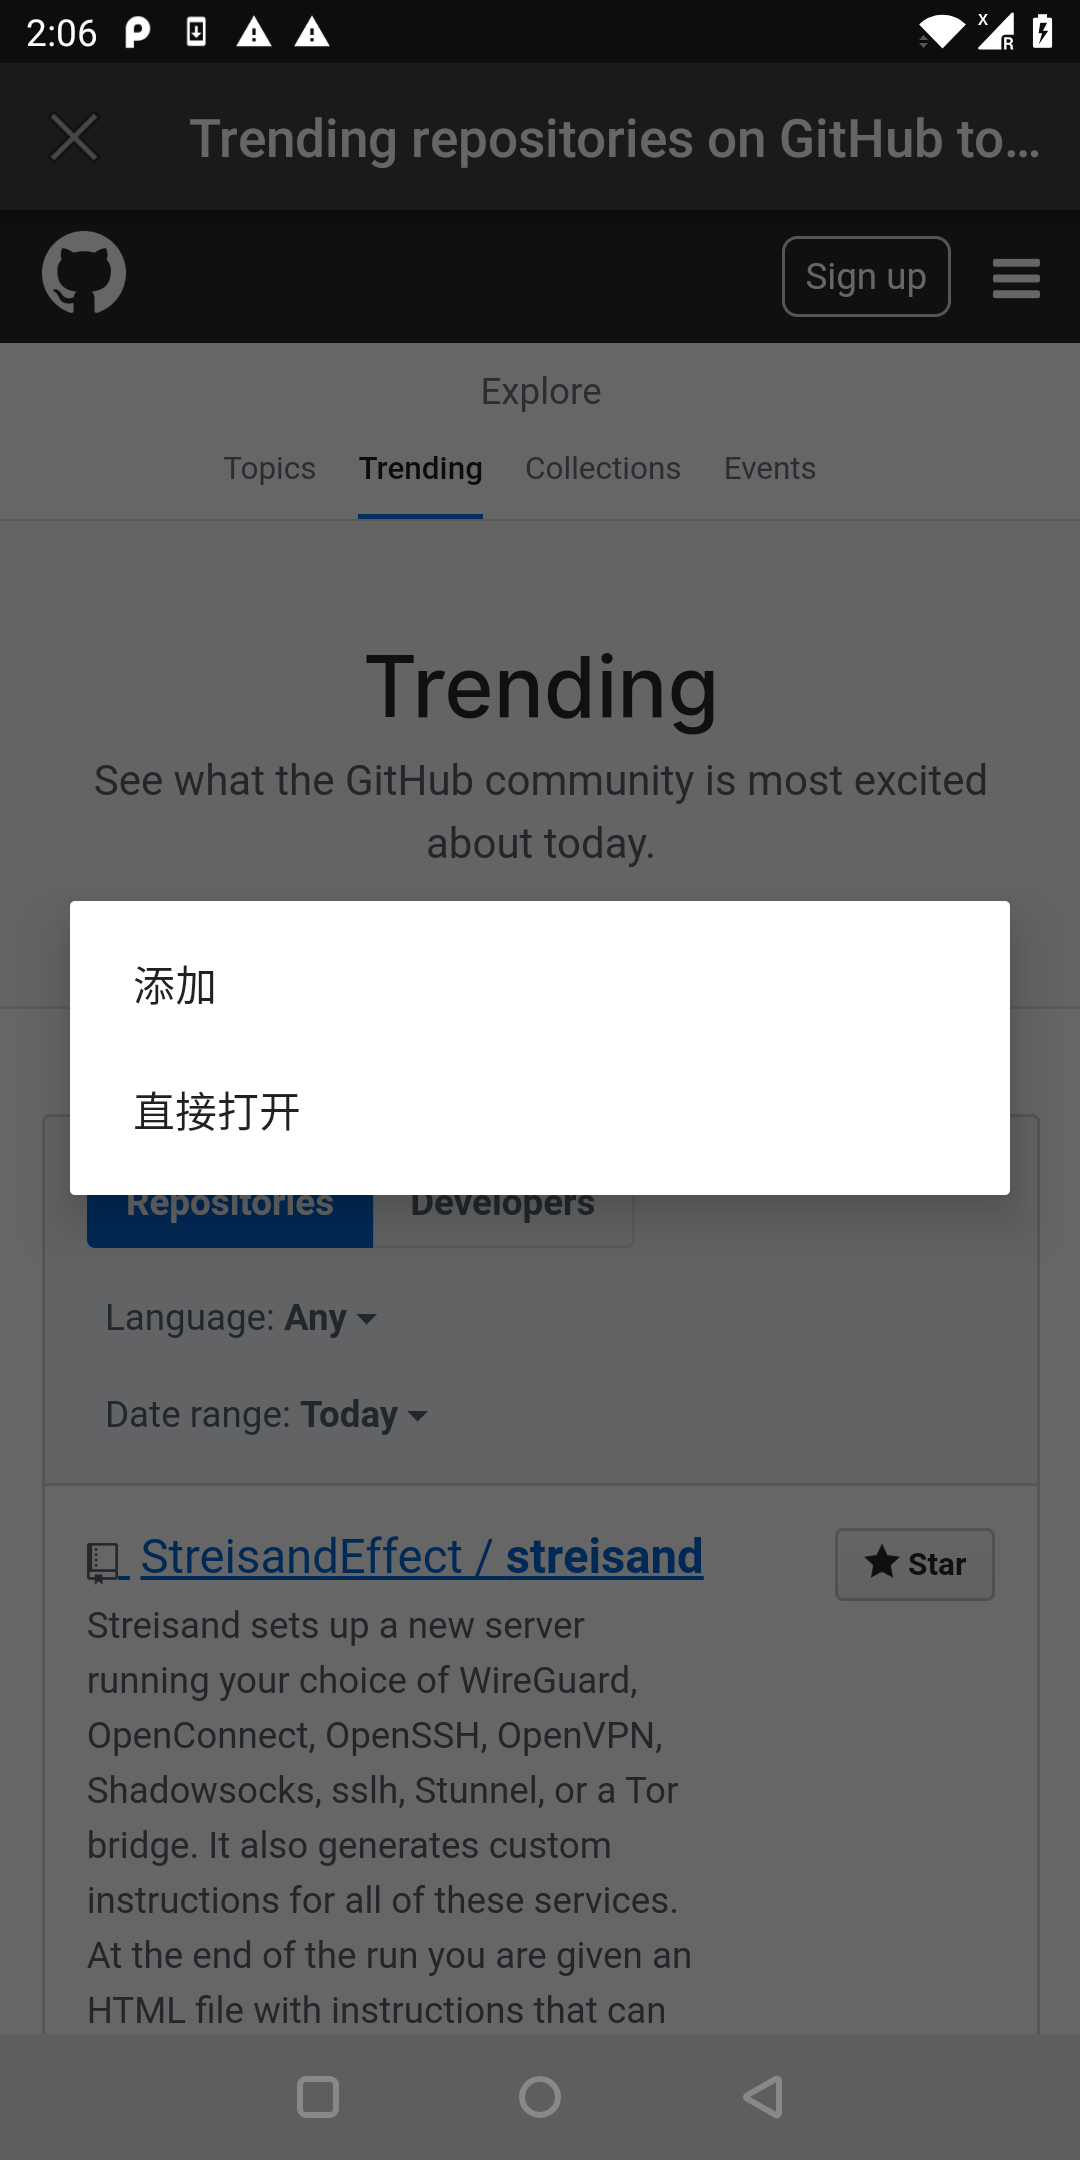 2:06
Trending repositories on GitHub to...
Sign up
Explore
Topics Trending Collections Events
Trending
See what the GitHub community is most excited
about today.
添加
直接打开
Repositories Developers
Language: Any
Date range: Today
StreisandEffect / streisand
Star
Streisand sets up a new server
running your choice of WireGuard,
OpenConnect, OpenSSH, OpenVPN,
Shadowsocks, sslh, Stunnel, or a Tor
bridge. It also generates custom
instructions for all of these services.
At the end of the run you are given an
HTML file with instructions that can